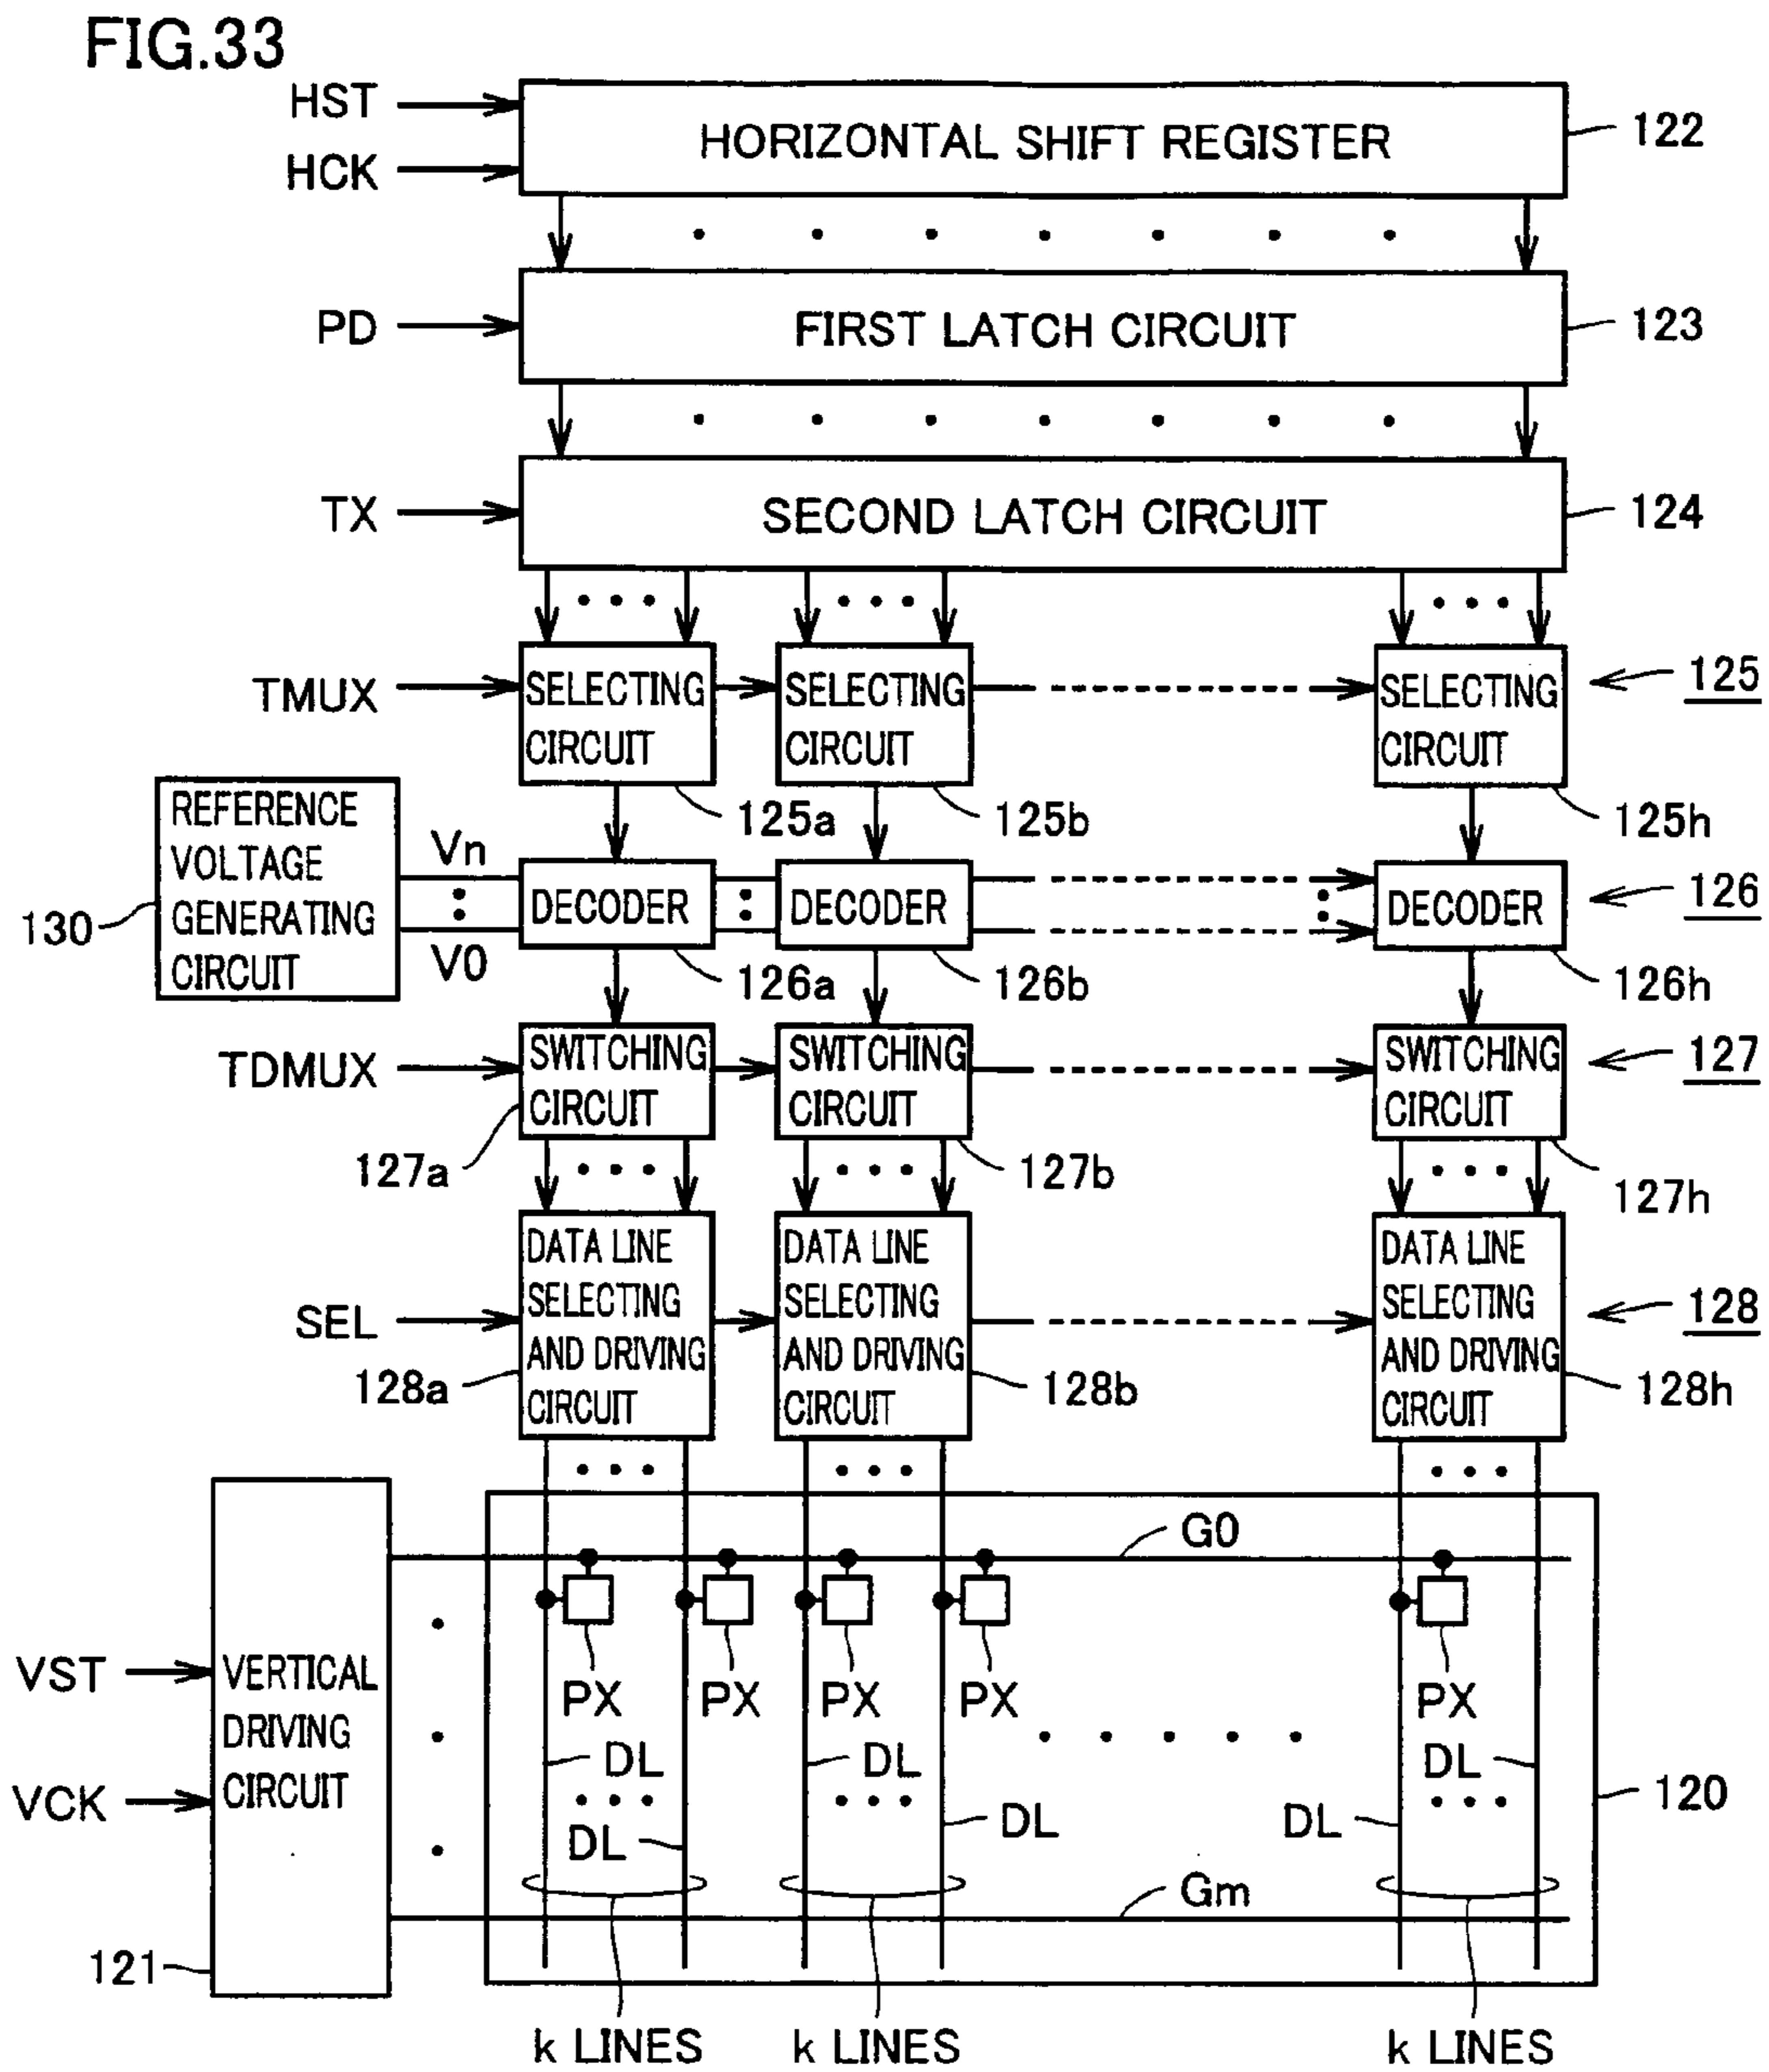 FIG.33
HST
HCK
HORIZONTAL SHIFT REGISTER
122
PD
FIRST LATCH CIRCUIT
123
TX
SECOND LATCH CIRCUIT
124
TMUX
SELECTING
CIRCUIT
SELECTING
CIRCUIT
SELECTING
CIRCUIT
125
125a
125b
125h
REFERENCE
VOLTAGE
GENERATING
CIRCUIT
130
Vn
V0
DECODER
DECODER
DECODER
126
126a
126b
126h
TDMUX
SWITCHING
CIRCUIT
SWITCHING
CIRCUIT
SWITCHING
CIRCUIT
127
127a
127b
127h
SEL
DATA LINE
SELECTING
AND DRIVING
CIRCUIT
DATA LINE
SELECTING
AND DRIVING
CIRCUIT
DATA LINE
SELECTING
AND DRIVING
CIRCUIT
128
128a
128b
128h
G0
VST
VCK
VERTICAL
DRIVING
CIRCUIT
PX
PX
PX
PX
PX
DL
DL
DL
DL
DL
DL
120
Gm
121
k LINES
k LINES
k LINES